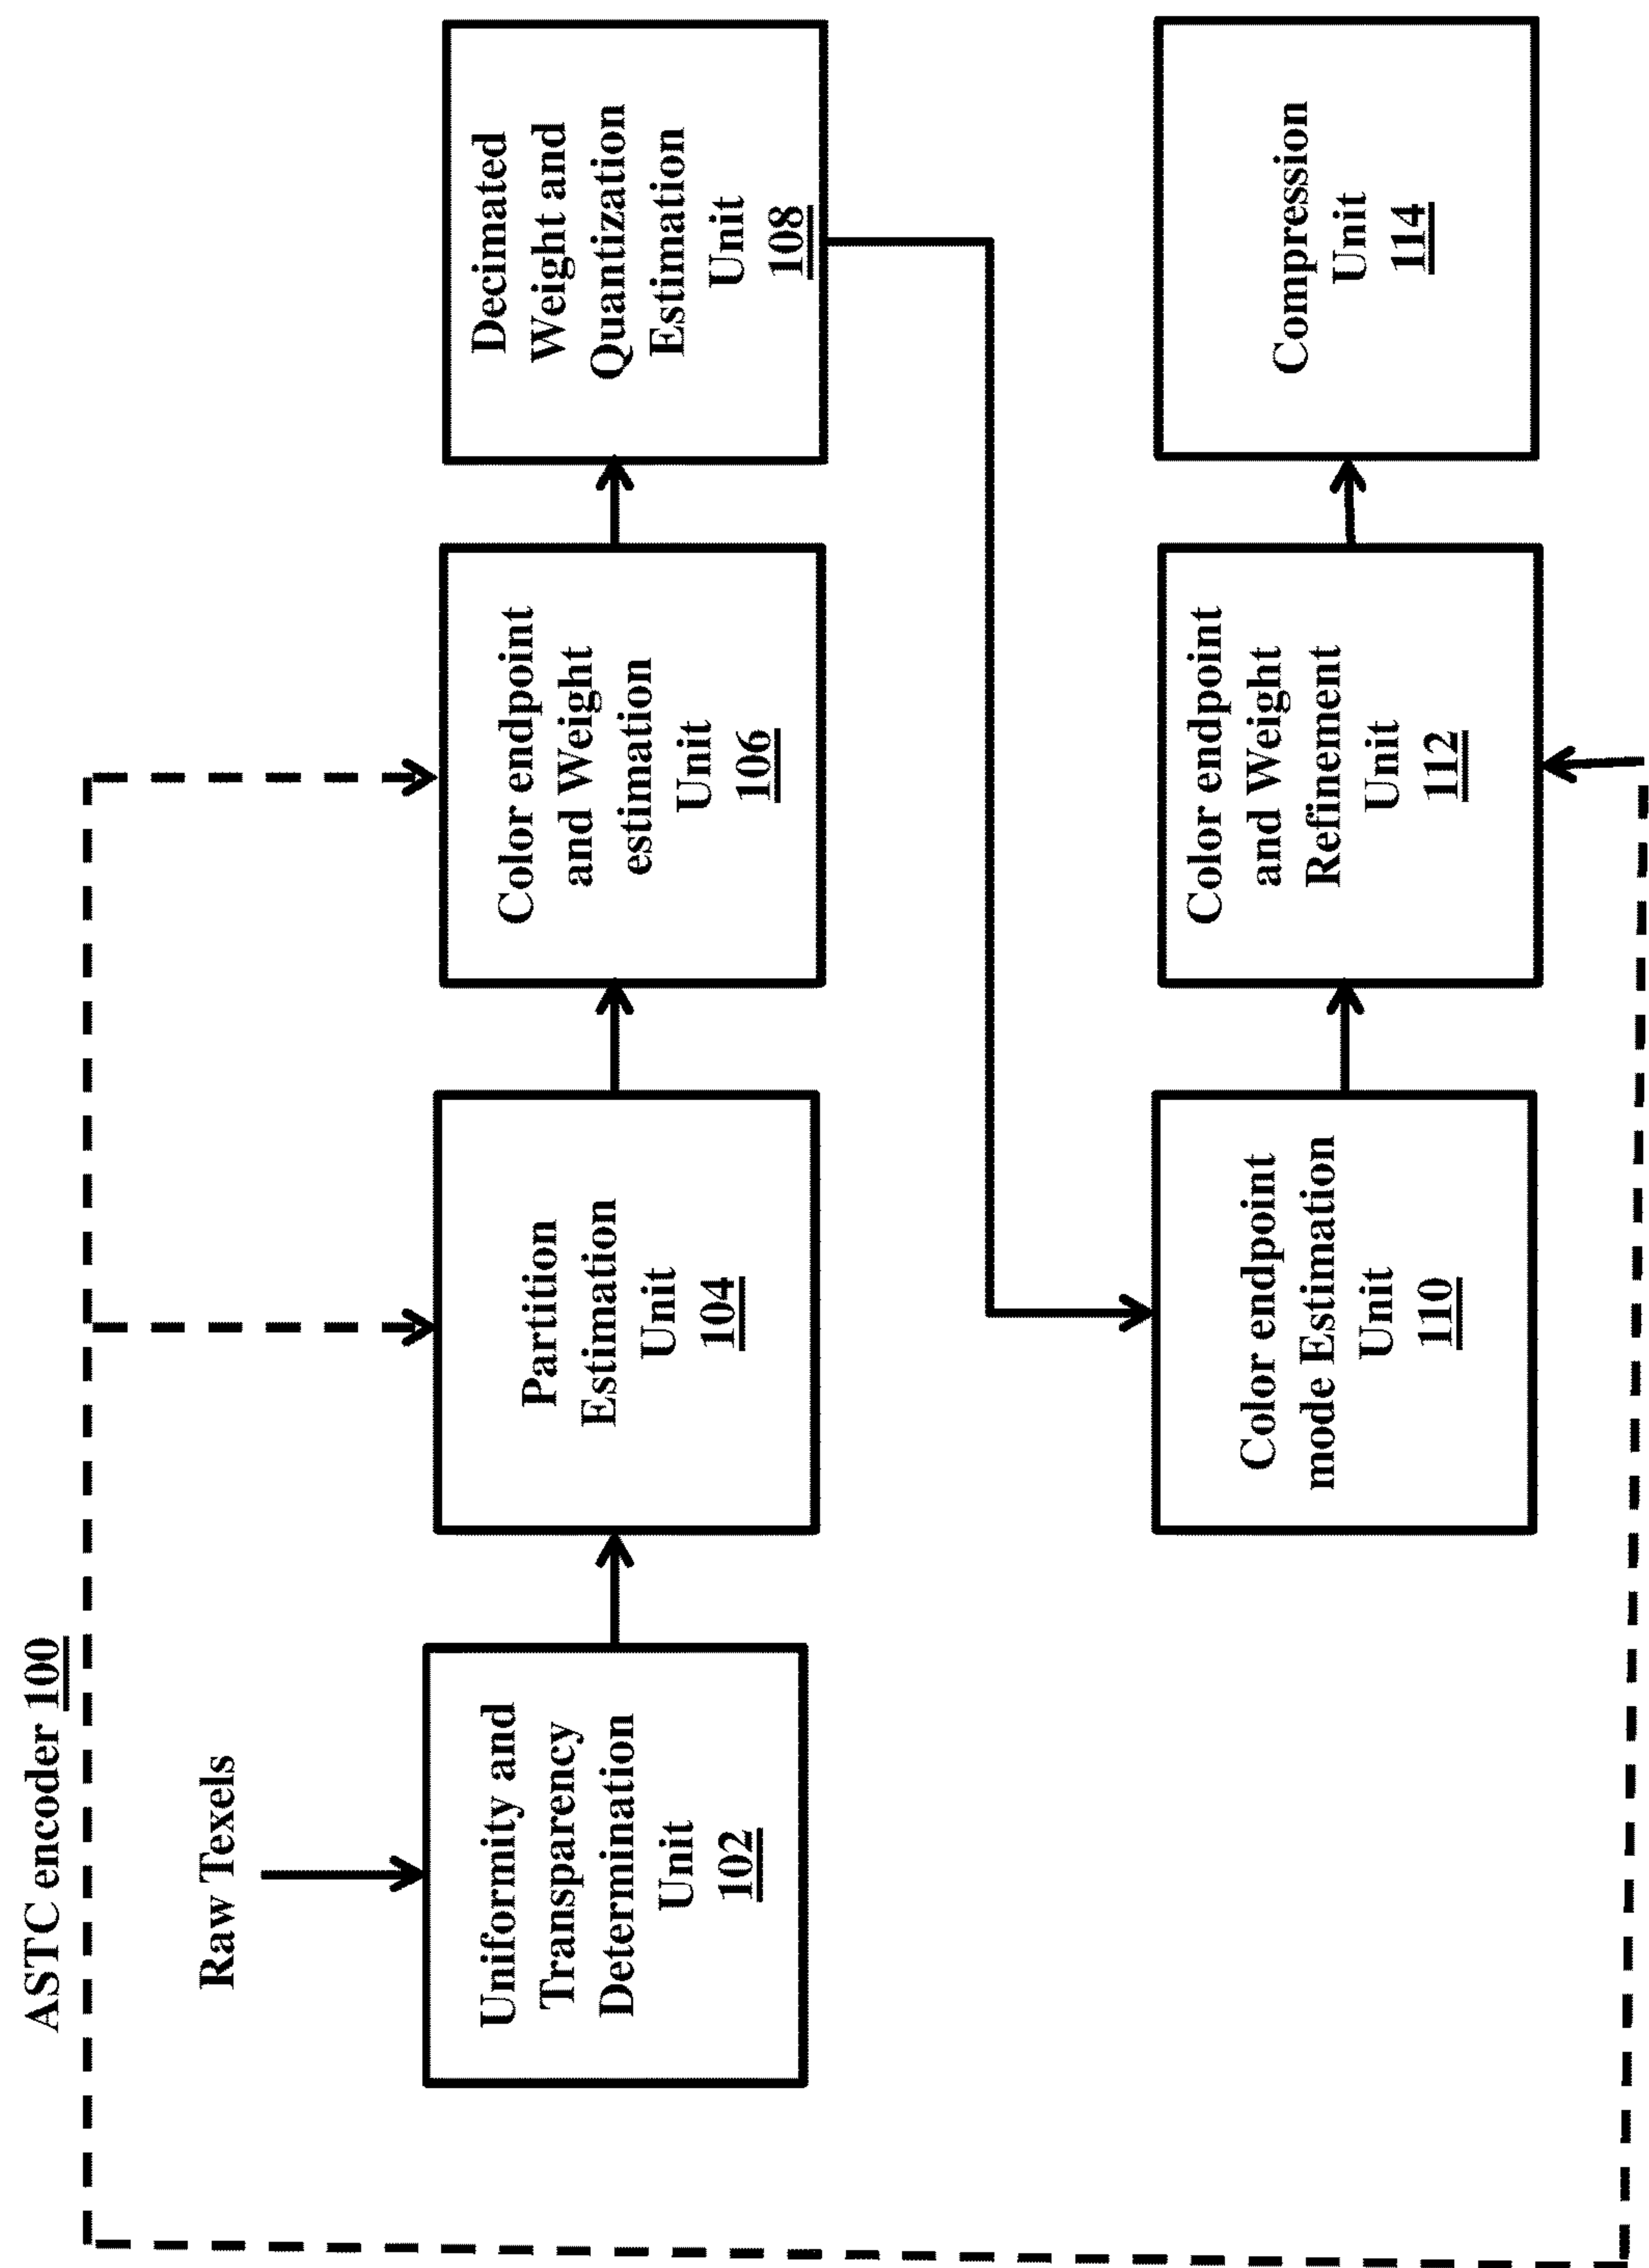 ASTC encoder 100
Raw Texels
Uniformity and
Transparency
Determination
Unit
102
Partition
Estimation
Unit
104
Color endpoint
and Weight
estimation
Unit
106
Decimated
Weight and
Quantization
Estimation
Unit
108
Color endpoint
mode Estimation
Unit
110
Color endpoint
and Weight
Refinement
Unit
112
Compression
Unit
114